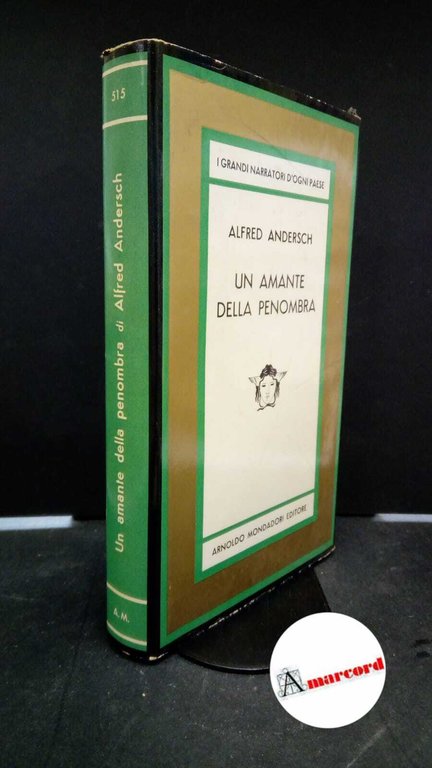 515
Un amante della penombra di Alfred Andersch
A. M.
I GRANDI NARRATORI D'OGNI PAESE
ALFRED ANDERSCH
UN AMANTE
DELLA PENOMBRA
ARNOLDO MONDADORI EDITORE
Amarcord